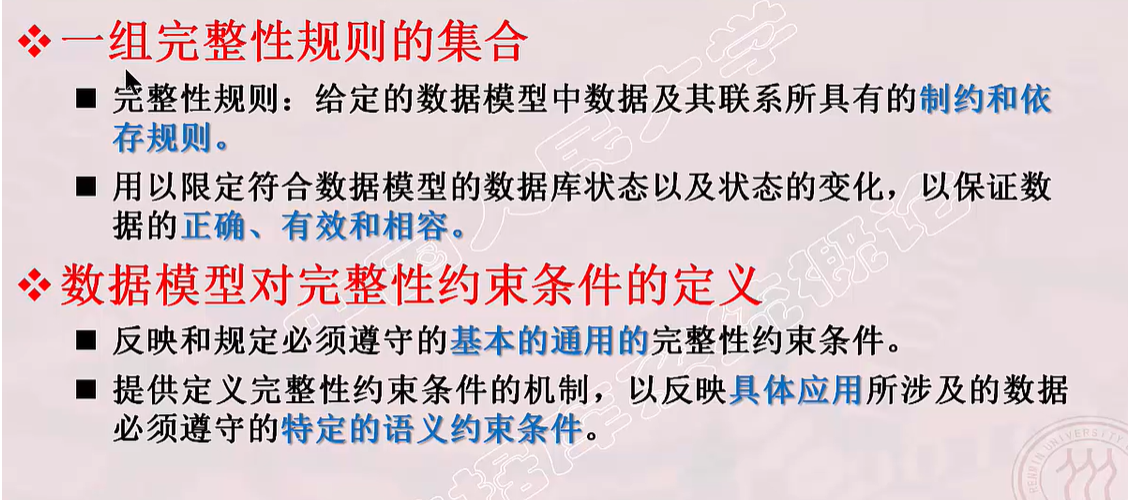 ❖一组完整性规则的集合
■ 完整性规则：给定的数据模型中数据及其联系所具有的制约和依
存规则。
■ 用以限定符合数据模型的数据库状态以及状态的变化，以保证数
据的正确、有效和相容。
❖数据模型对完整性约束条件的定义
■ 反映和规定必须遵守的基本的通用的完整性约束条件。
■ 提供定义完整性约束条件的机制，以反映具体应用所涉及的数据
必须遵守的特定的语义约束条件。